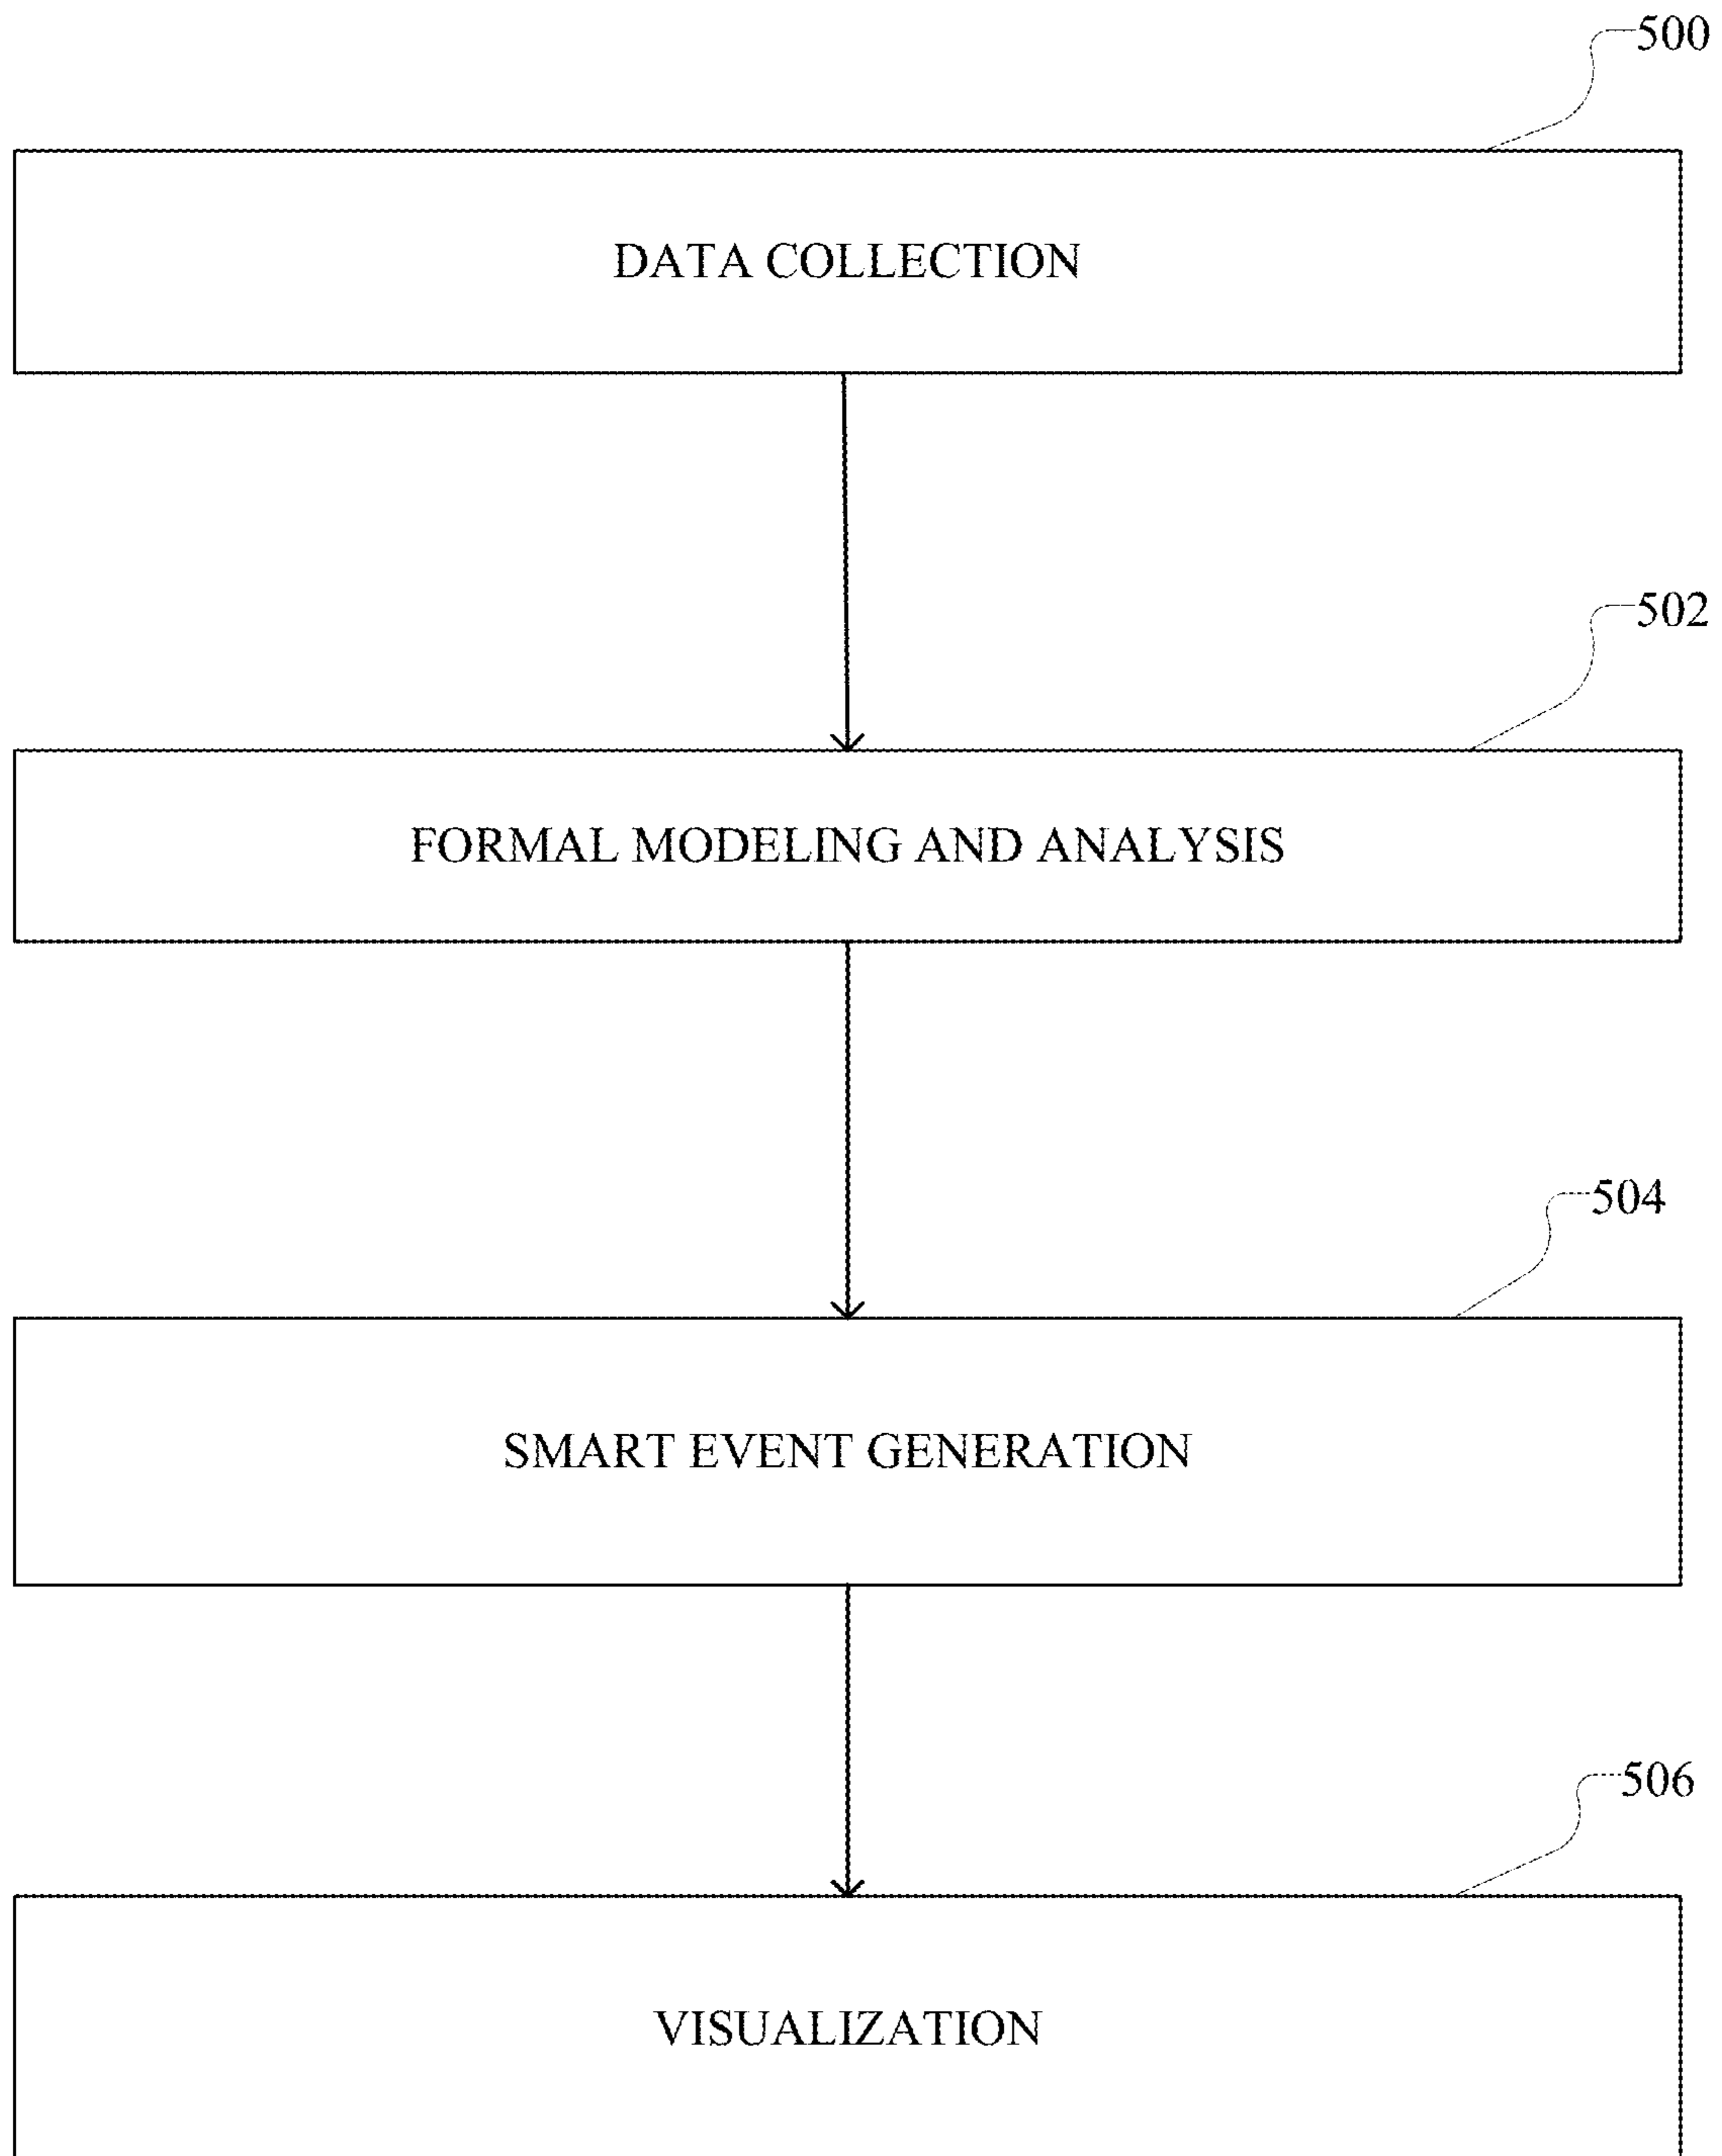 500
DATA COLLECTION
502
FORMAL MODELING AND ANALYSIS
504
SMART EVENT GENERATION
506
VISUALIZATION